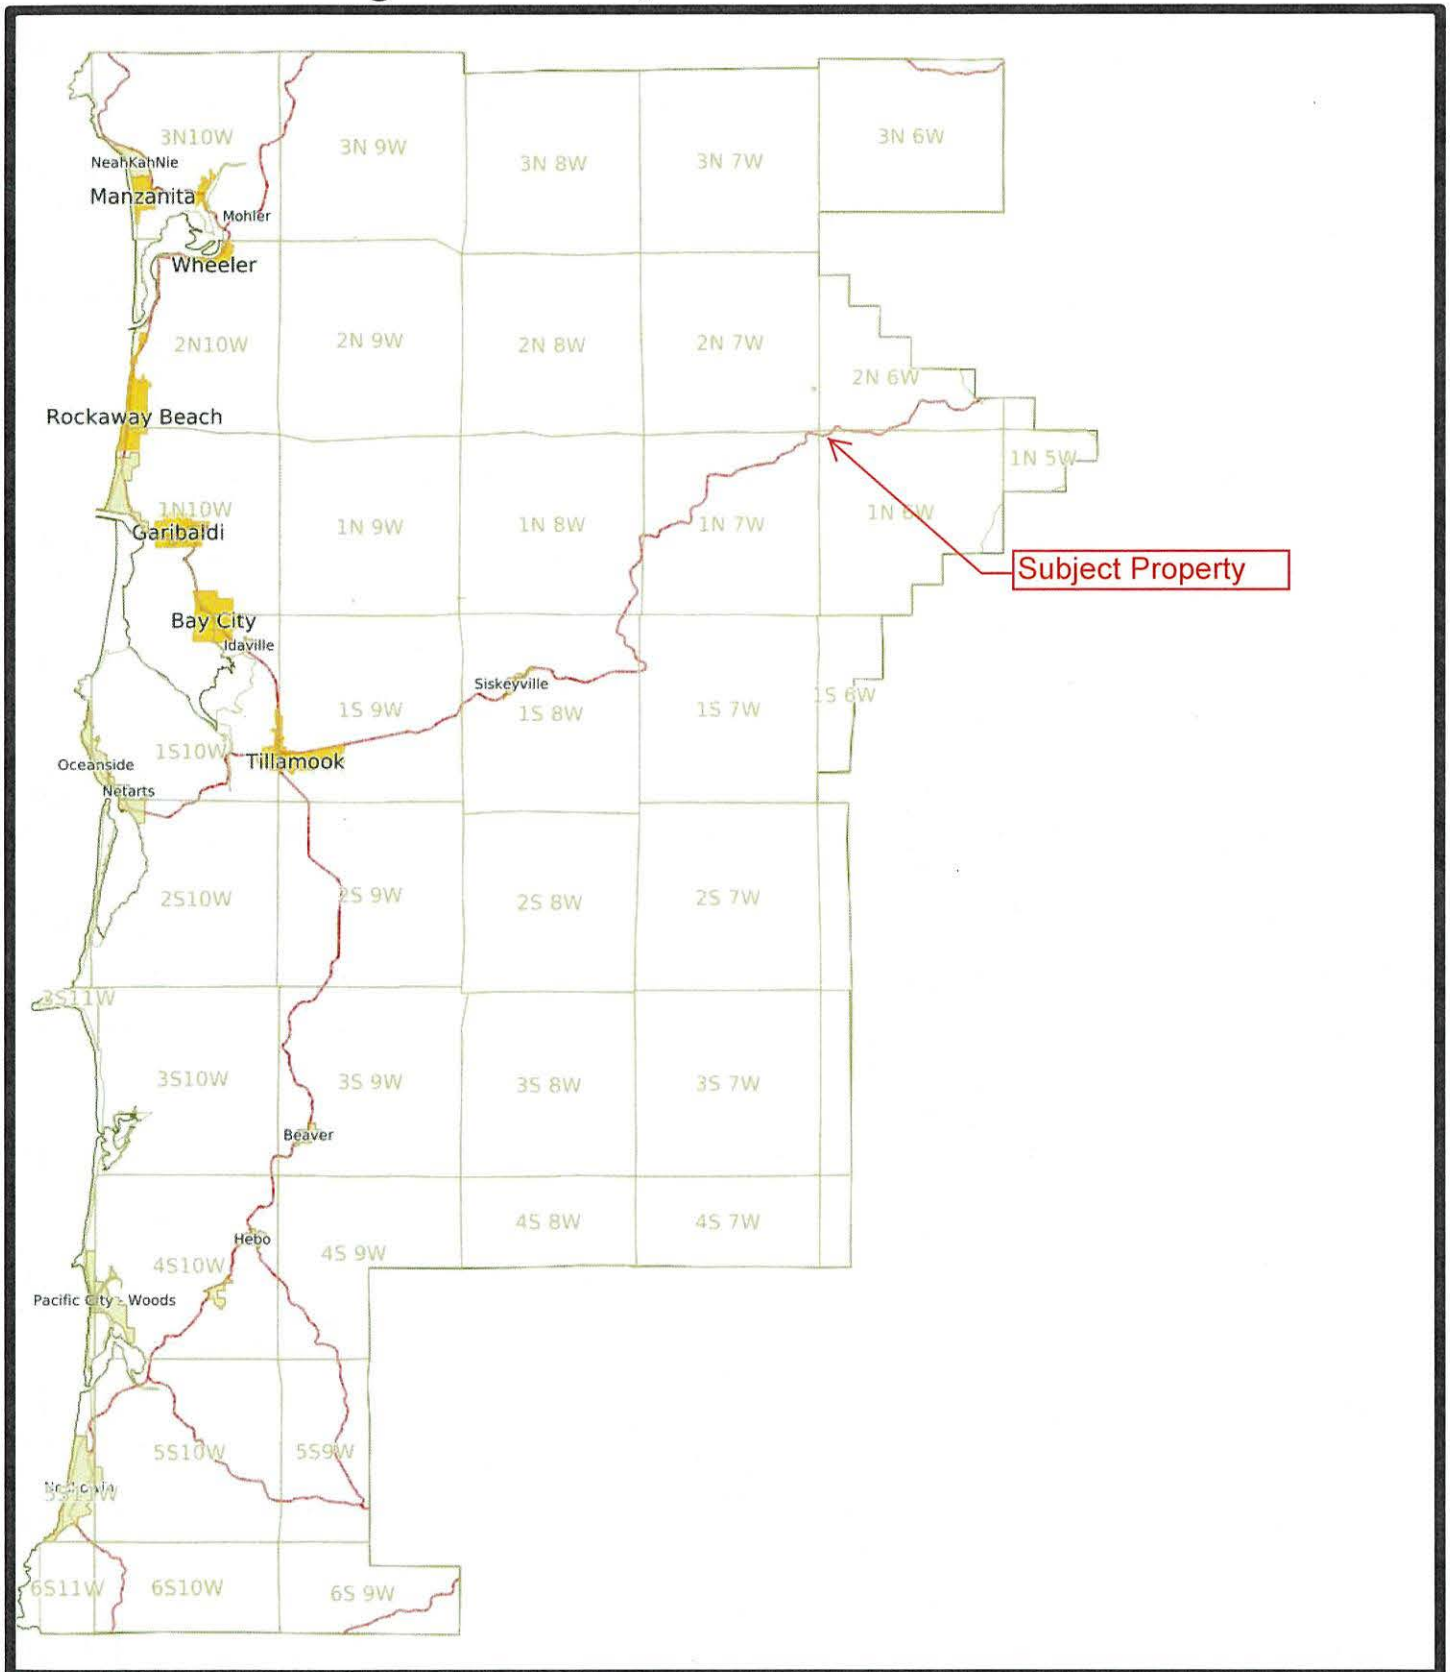 3N10W
3N 9W
3N 8W
3N 7W
3N 6W
NeahKahNie
Manzanita
Mohler
Wheeler
2N10W
2N 9W
2N 8W
2N 7W
2N 6W
Rockaway Beach
1N 5W
1N10W
1N 9W
1N 8W
1N 7W
1N 6W
Garibaldi
Subject Property
Bay City
Idaville
Siskeyville
1S 9W
1S 8W
1S 7W
1S 6W
1S10W
Tillamook
Oceanside
Netarts
2S10W
2S 9W
2S 8W
2S 7W
3S11W
3S10W
3S 9W
3S 8W
3S 7W
Beaver
4S 8W
4S 7W
Hebo
4S 9W
4S10W
Pacific City - Woods
5S10W
5S9W
6S11W
6S10W
6S 9W